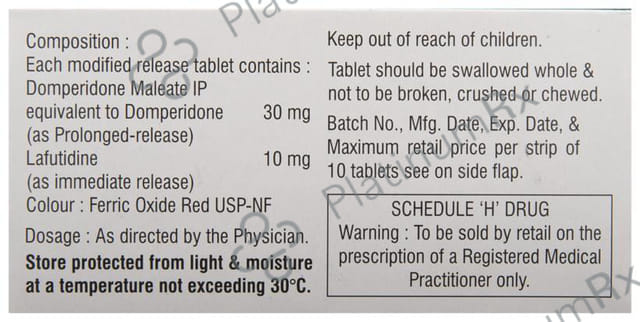 Composition :
Each modified release tablet contains :
Domperidone Maleate IP
equivalent to Domperidone 30 mg
(as Prolonged-release)
Lafutidine 10 mg
(as immediate release)
Colour : Ferric Oxide Red USP-NF
Dosage : As directed by the Physician.
Store protected from light & moisture
at a temperature not exceeding 30°C.
Keep out of reach of children.
Tablet should be swallowed whole &
not to be broken, crushed or chewed.
Batch No., Mfg. Date, Exp. Date, &
Maximum retail price per strip of
10 tablets see on side flap.
SCHEDULE 'H' DRUG
Warning : To be sold by retail on the
prescription of a Registered Medical
Practitioner only.
PlatinumRx
PlatinumRx